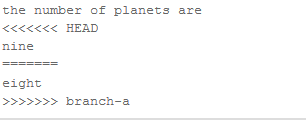 the number of planets are
<<<<<<< HEAD
nine
=======
eight
>>>>>>> branch-a